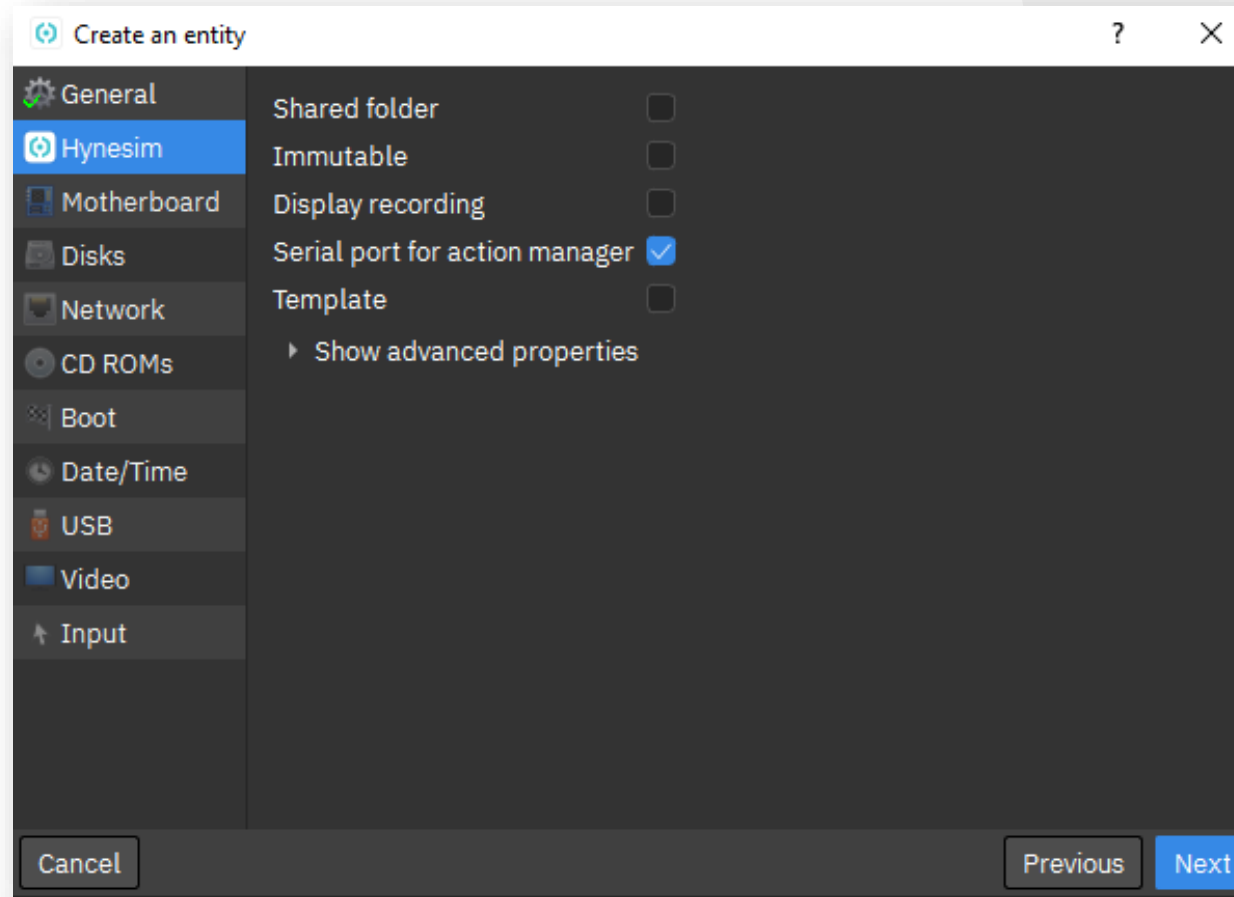 Create an entity
?
General
Hynesim
Motherboard
Disks
Network
CD ROMs
Boot
Date/Time
USB
Video
Input
Shared folder
Immutable
Display recording
Serial port for action manager
Template
Show advanced properties
Cancel
Previous
Next